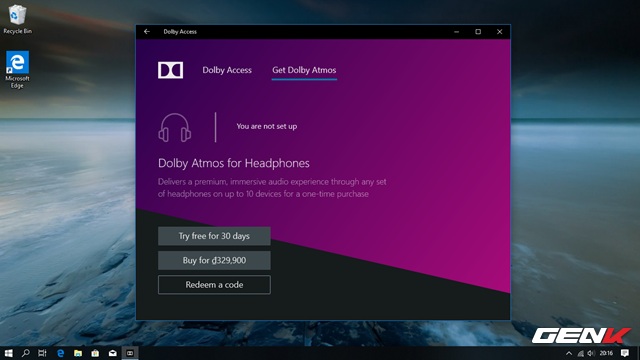 Recycle Bin
Microsoft
Edge
Dolby Access
Dolby Access
Get Dolby Atmos
You are not set up
Dolby Atmos for Headphones
Delivers a premium, immersive audio experience through any set
of headphones on up to 10 devices for a one-time purchase
Try free for 30 days
Buy for ₫329,900
Redeem a code
GENK
20:16